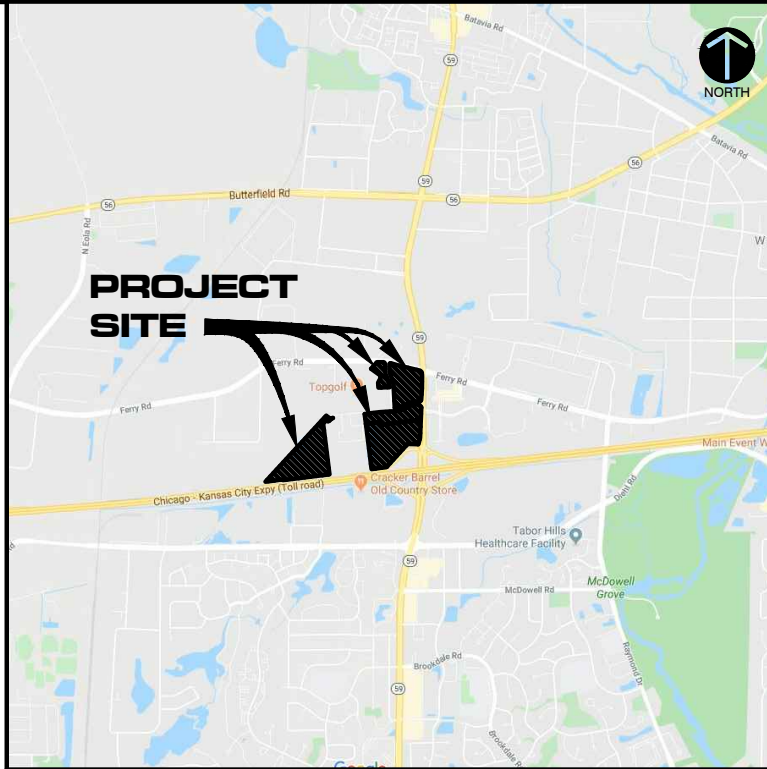 Batavia Rd
59
NORTH
Batavia Rd
56
59
Butterfield Rd
56
56
N Eola Rd
W
PROJECT
SITE
59
Ferry Rd
Ferry Rd
Topgolf
Ferry Rd
Ferry Rd
Main Event W
Cracker Barrel
Old Country Store
Chicago - Kansas City Expy (Toll road)
Diehl Rd
Tabor Hills
Healthcare Facility
59
McDowell
Grove
McDowell Rd
Raymond Dr
Brookdale Rd
59
Brookdale Rd
Google